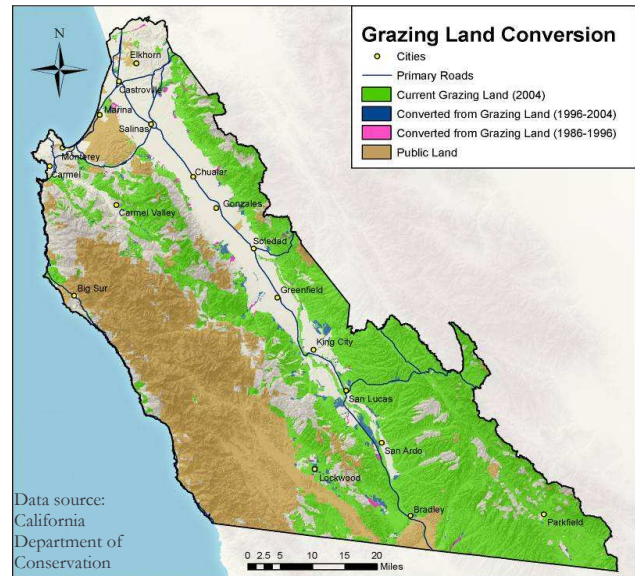 Grazing Land Conversion
Cities
Primary Roads
Current Grazing Land (2004)
Converted from Grazing Land (1996-2004)
Converted from Grazing Land (1986-1996)
Public Land
N
Elkhorn
Castroville
Marina
Salinas
Monterey
Carmel
Chualar
Carmel Valley
Gonzales
Soledad
Big Sur
Greenfield
King City
San Lucas
San Ardo
Lockwood
Bradley
Parkfield
Data source:
California
Department of
Conservation
0 2.5 5 10 15 20
Miles